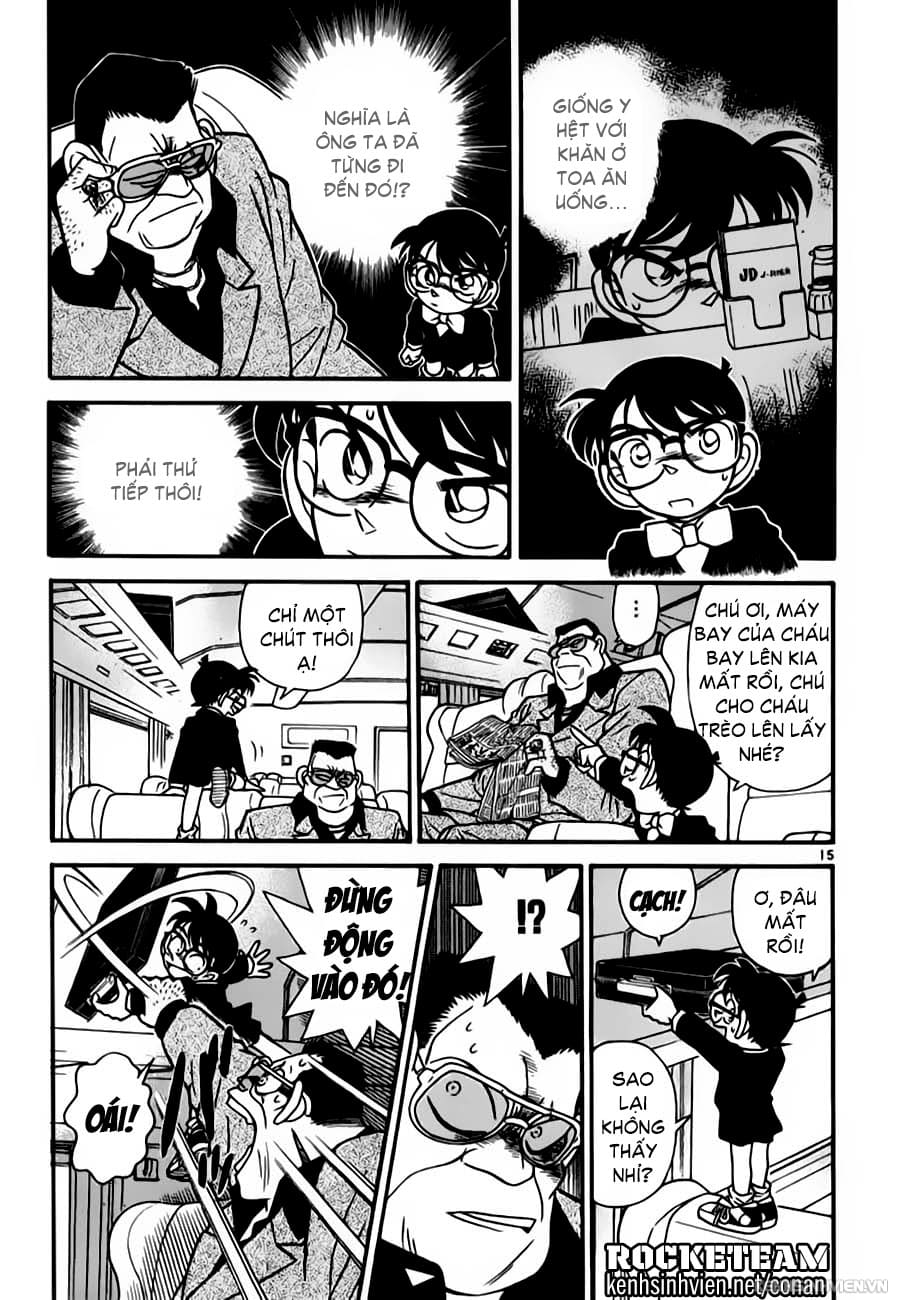 GIỐNG Y
HỆT VỚI
KHĂN Ở
TOA ĂN
UỐNG...
JD
NGHĨA LÀ
ÔNG TA ĐÃ
TỪNG ĐI
ĐẾN ĐÓ!?
PHẢI THỬ
TIẾP THÔI!
CHÚ ƠI, MÁY
BAY CỦA CHÁU
BAY LÊN KIA
MẤT RỒI, CHÚ
CHO CHÁU
TRÈO LÊN LẤY
NHÉ?
...
CHỈ MỘT
CHÚT THÔI
Ạ!
15
Ơ, ĐÂU
MẤT
RỒI!
CẠCH!
SAO
LẠI
KHÔNG
THẤY
NHỈ?
!?
ĐỪNG
ĐỘNG
VÀO ĐÓ!
OÁI!
ROCKETEAM
kenhsinhvien.net/conan